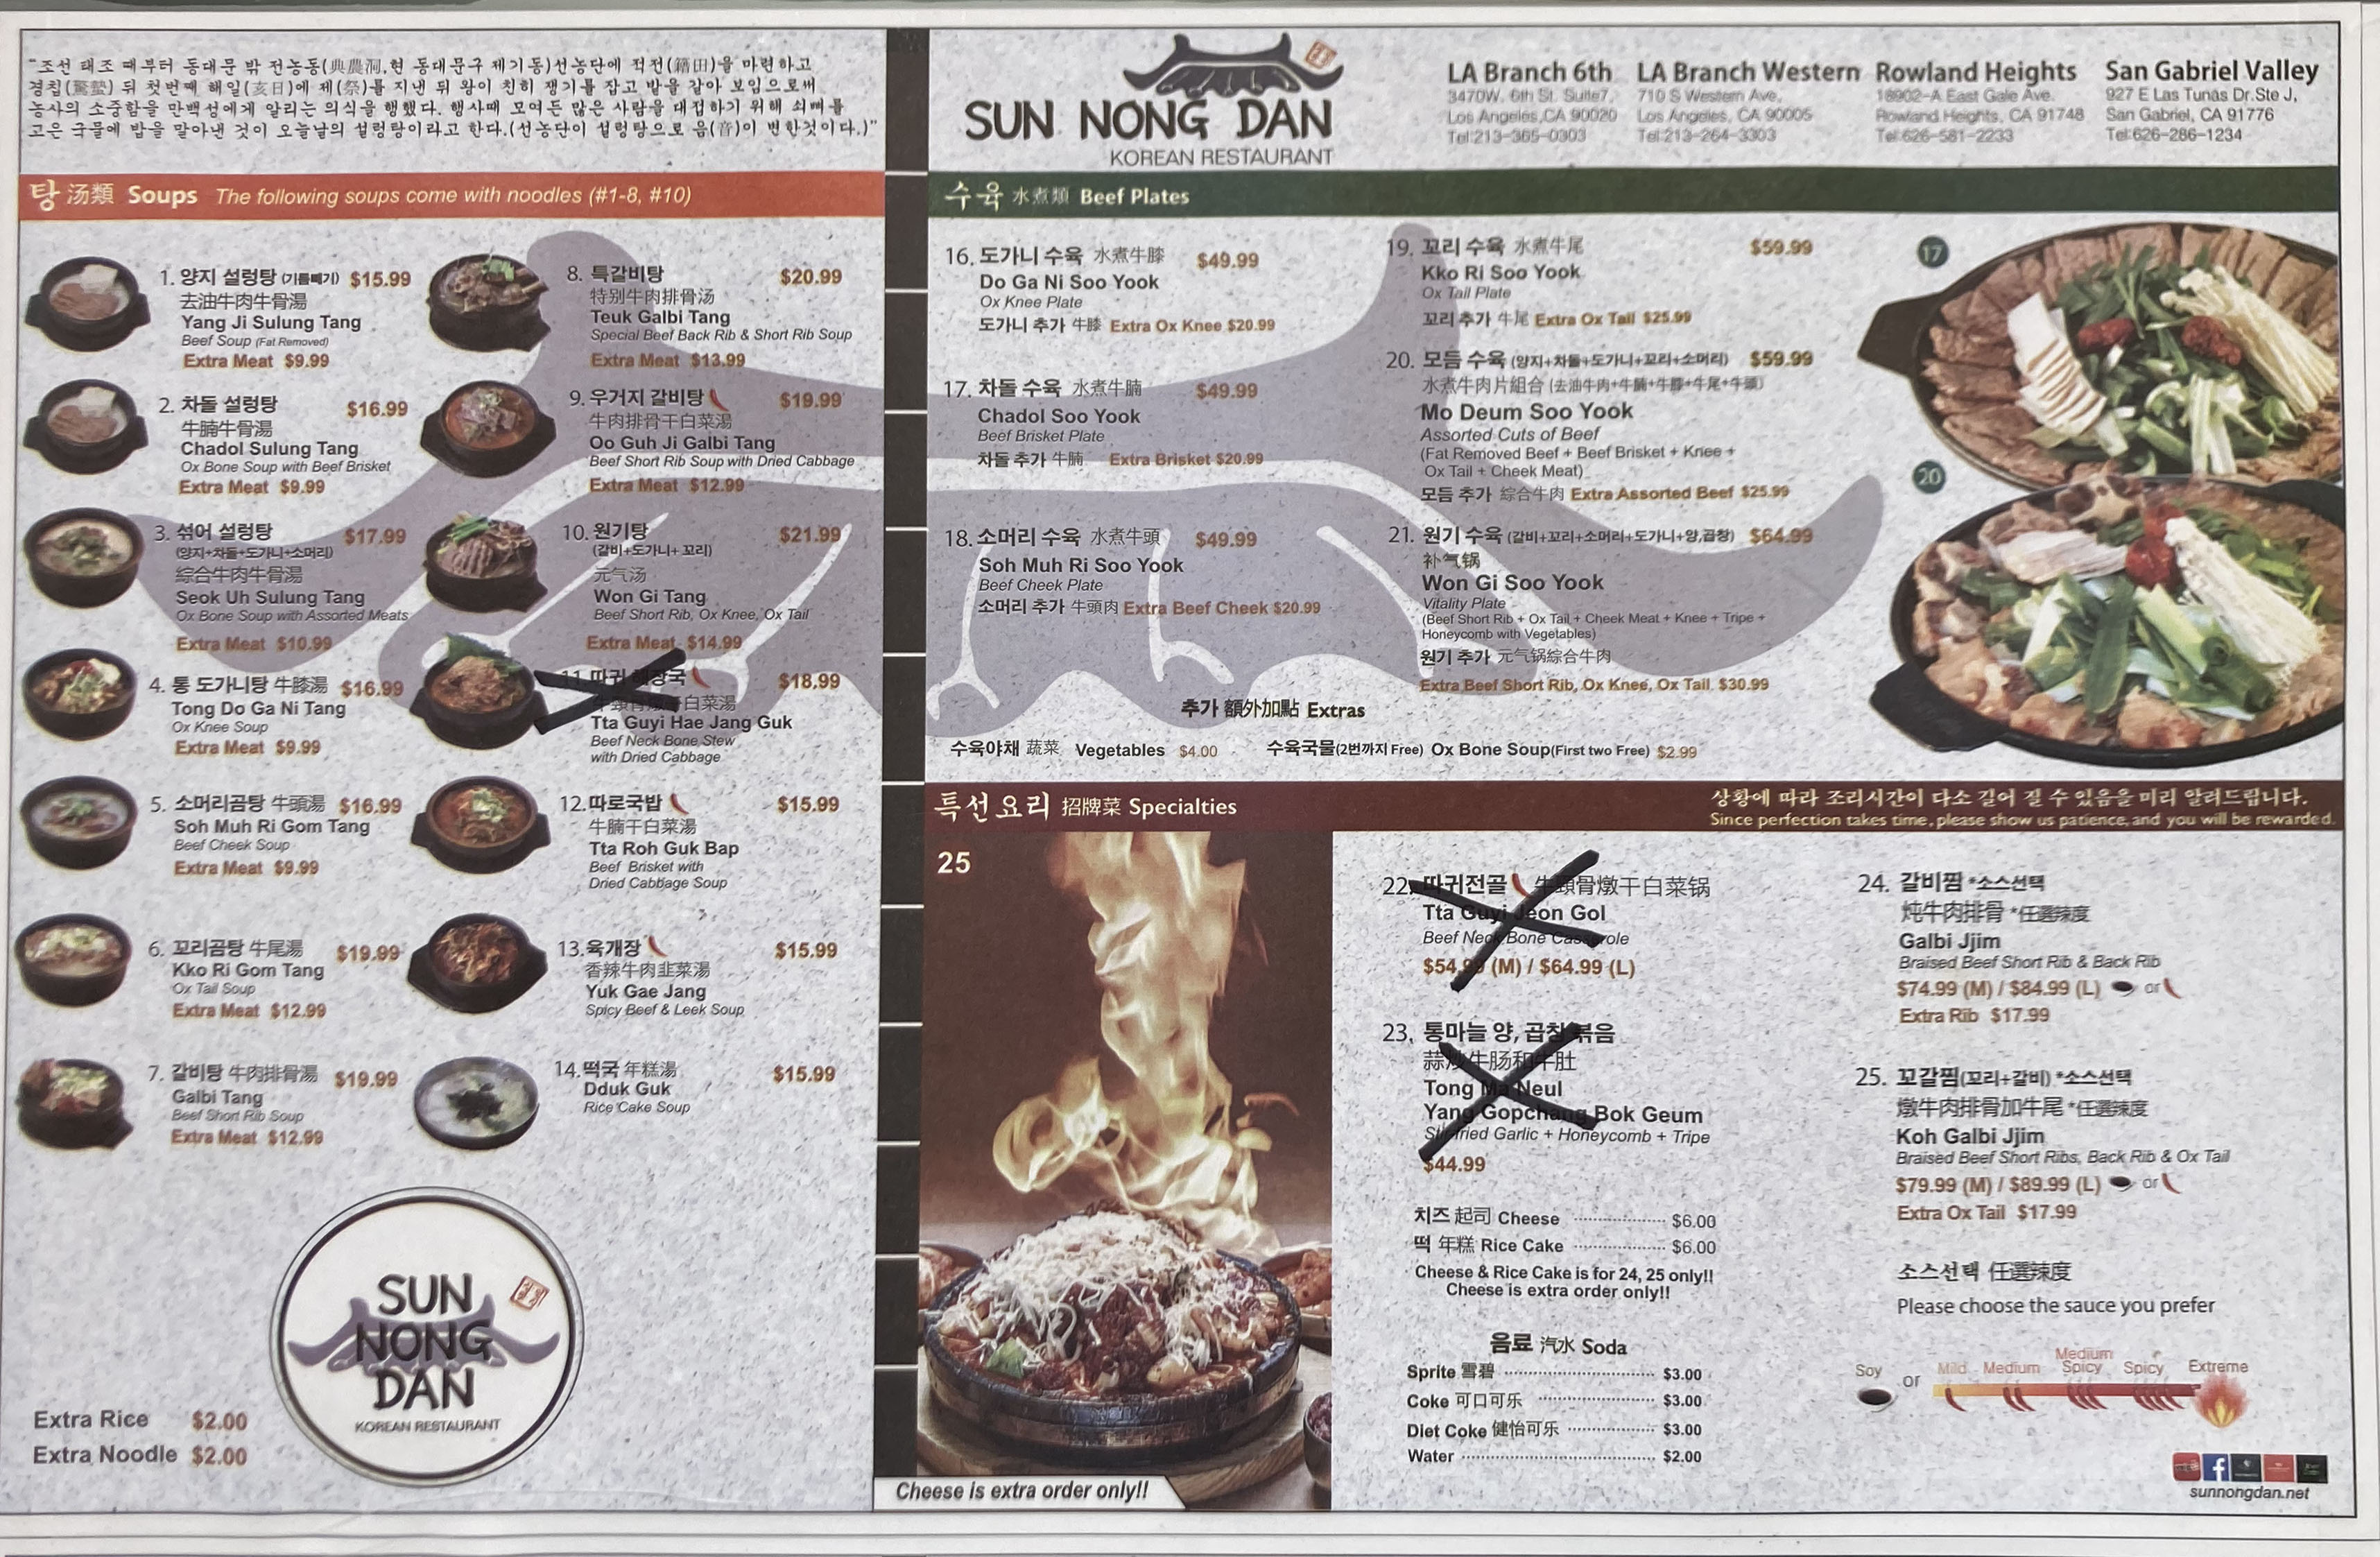 "조선 태조 때부터 동대문 밖 전농동(典農洞,현 동대문구 제기동)선농단에 적전(籍田)을 마련하고
경칩(驚蟄) 뒤 첫번째 해일(亥日)에 제(祭)를 지낸 뒤 왕이 친히 쟁기를 잡고 밭을 갈아 보임으로써
농사의 소중함을 만백성에게 알리는 의식을 행했다. 행사때 모여든 많은 사람을 대접하기 위해 쇠뼈를
고은 국물에 밥을 말아낸 것이 오늘날의 설렁탕이라고 한다.(선농단이 설렁탕으로 음(音)이 변한것이다.)"
탕 汤類 Soups The following soups come with noodles (#1-8, #10)
1. 양지 설렁탕 (기름빼기) $15.99
去油牛肉牛骨湯
Yang Ji Sulung Tang
Beef Soup (Fat Removed)
Extra Meat $9.99
2. 차돌 설렁탕 $16.99
牛腩牛骨湯
Chadol Sulung Tang
Ox Bone Soup with Beef Brisket
Extra Meat $9.99
3. 섞어 설렁탕 $17.99
(양지+차돌+도가니+소머리)
綜合牛肉牛骨湯
Seok Uh Sulung Tang
Ox Bone Soup with Assorted Meats
Extra Meat $10.99
4. 통 도가니탕 牛膝湯 $16.99
Tong Do Ga Ni Tang
Ox Knee Soup
Extra Meat $9.99
5. 소머리곰탕 牛頭湯 $16.99
Soh Muh Ri Gom Tang
Beef Cheek Soup
Extra Meat $9.99
6. 꼬리곰탕 牛尾湯 $19.99
Kko Ri Gom Tang
Ox Tail Soup
Extra Meat $12.99
7. 갈비탕 牛肉排骨湯 $19.99
Galbi Tang
Beef Short Rib Soup
Extra Meat $12.99
8. 특갈비탕 $20.99
特别牛肉排骨汤
Teuk Galbi Tang
Special Beef Back Rib & Short Rib Soup
Extra Meat $13.99
9. 우거지 갈비탕 $19.99
牛肉排骨干白菜湯
Oo Guh Ji Galbi Tang
Beef Short Rib Soup with Dried Cabbage
Extra Meat $12.99
10. 원기탕 $21.99
(갈비+도가니+ 꼬리)
元气汤
Won Gi Tang
Beef Short Rib, Ox Knee, Ox Tail
Extra Meat $14.99
11. 따귀 해장국 $18.99
白菜湯
Tta Guyi Hae Jang Guk
Beef Neck Bone Stew
with Dried Cabbage
12. 따로국밥 $15.99
牛腩干白菜湯
Tta Roh Guk Bap
Beef Brisket with
Dried Cabbage Soup
13. 육개장 $15.99
香辣牛肉韭菜湯
Yuk Gae Jang
Spicy Beef & Leek Soup
14. 떡국 年糕湯 $15.99
Dduk Guk
Rice Cake Soup
Extra Rice $2.00
Extra Noodle $2.00
SUN
NONG
DAN
KOREAN RESTAURANT
SUN NONG DAN
KOREAN RESTAURANT
LA Branch 6th
3470W. 6th St. Suite7,
Los Angeles,CA 90020
Tel:213-365-0303
LA Branch Western
710 S Western Ave,
Los Angeles, CA 90005
Tel:213-264-3303
Rowland Heights
18902-A East Gale Ave.
Rowland Heights, CA 91748
Tel:626-581-2233
San Gabriel Valley
927 E Las Tunas Dr.Ste J,
San Gabriel, CA 91776
Tel:626-286-1234
수육 水煮類 Beef Plates
16. 도가니 수육 水煮牛膝 $49.99
Do Ga Ni Soo Yook
Ox Knee Plate
도가니 추가 牛膝 Extra Ox Knee $20.99
17. 차돌 수육 水煮牛腩 $49.99
Chadol Soo Yook
Beef Brisket Plate
차돌 추가 牛腩 Extra Brisket $20.99
18. 소머리 수육 水煮牛頭 $49.99
Soh Muh Ri Soo Yook
Beef Cheek Plate
소머리 추가 牛頭肉 Extra Beef Cheek $20.99
19. 꼬리 수육 水煮牛尾 $59.99
Kko Ri Soo Yook
Ox Tail Plate
꼬리 추가 牛尾 Extra Ox Tail $25.99
20. 모듬 수육 (양지+차돌+도가니+꼬리+소머리) $59.99
水煮牛肉片組合 (去油牛肉+牛腩+牛膝+牛尾+牛頭)
Mo Deum Soo Yook
Assorted Cuts of Beef
(Fat Removed Beef + Beef Brisket + Knee +
Ox Tail + Cheek Meat)
모듬 추가 綜合牛肉 Extra Assorted Beef $25.99
21. 원기 수육 (갈비+꼬리+소머리+도가니+양,곱창) $64.99
补气锅
Won Gi Soo Yook
Vitality Plate
(Beef Short Rib + Ox Tail + Cheek Meat + Knee + Tripe +
Honeycomb with Vegetables)
원기 추가 元气锅綜合牛肉
Extra Beef Short Rib, Ox Knee, Ox Tail $30.99
17
20
추가 額外加點 Extras
수육야채 蔬菜 Vegetables $4.00 수육국물(2번까지 Free) Ox Bone Soup(First two Free) $2.99
특선요리 招牌菜 Specialties
상황에 따라 조리시간이 다소 길어 질 수 있음을 미리 알려드립니다.
Since perfection takes time, please show us patience, and you will be rewarded.
25
Cheese is extra order only!!
22. 따귀전골 牛頸骨燉干白菜锅
Tta Guyi Jeon Gol
Beef Neck Bone Casserole
$54.99 (M) / $64.99 (L)
23. 통마늘 양, 곱창 볶음
蒜炒牛肠和牛肚
Tong Ma Neul
Yang Gopchang Bok Geum
Stir fried Garlic + Honeycomb + Tripe
$44.99
치즈 起司 Cheese $6.00
떡 年糕 Rice Cake $6.00
Cheese & Rice Cake is for 24, 25 only!!
Cheese is extra order only!!
음료 汽水 Soda
Sprite 雪碧 $3.00
Coke 可口可乐 $3.00
Diet Coke 健怡可乐 $3.00
Water $2.00
24. 갈비찜 *소스선택
炖牛肉排骨 *任選辣度
Galbi Jjim
Braised Beef Short Rib & Back Rib
$74.99 (M) / $84.99 (L) or
Extra Rib $17.99
25. 꼬갈찜(꼬리+갈비) *소스선택
燉牛肉排骨加牛尾 *任選辣度
Koh Galbi Jjim
Braised Beef Short Ribs, Back Rib & Ox Tail
$79.99 (M) / $89.99 (L) or
Extra Ox Tail $17.99
소스선택 任選辣度
Please choose the sauce you prefer
Soy or Mild Medium Medium Spicy Spicy Extreme
sunnongdan.net